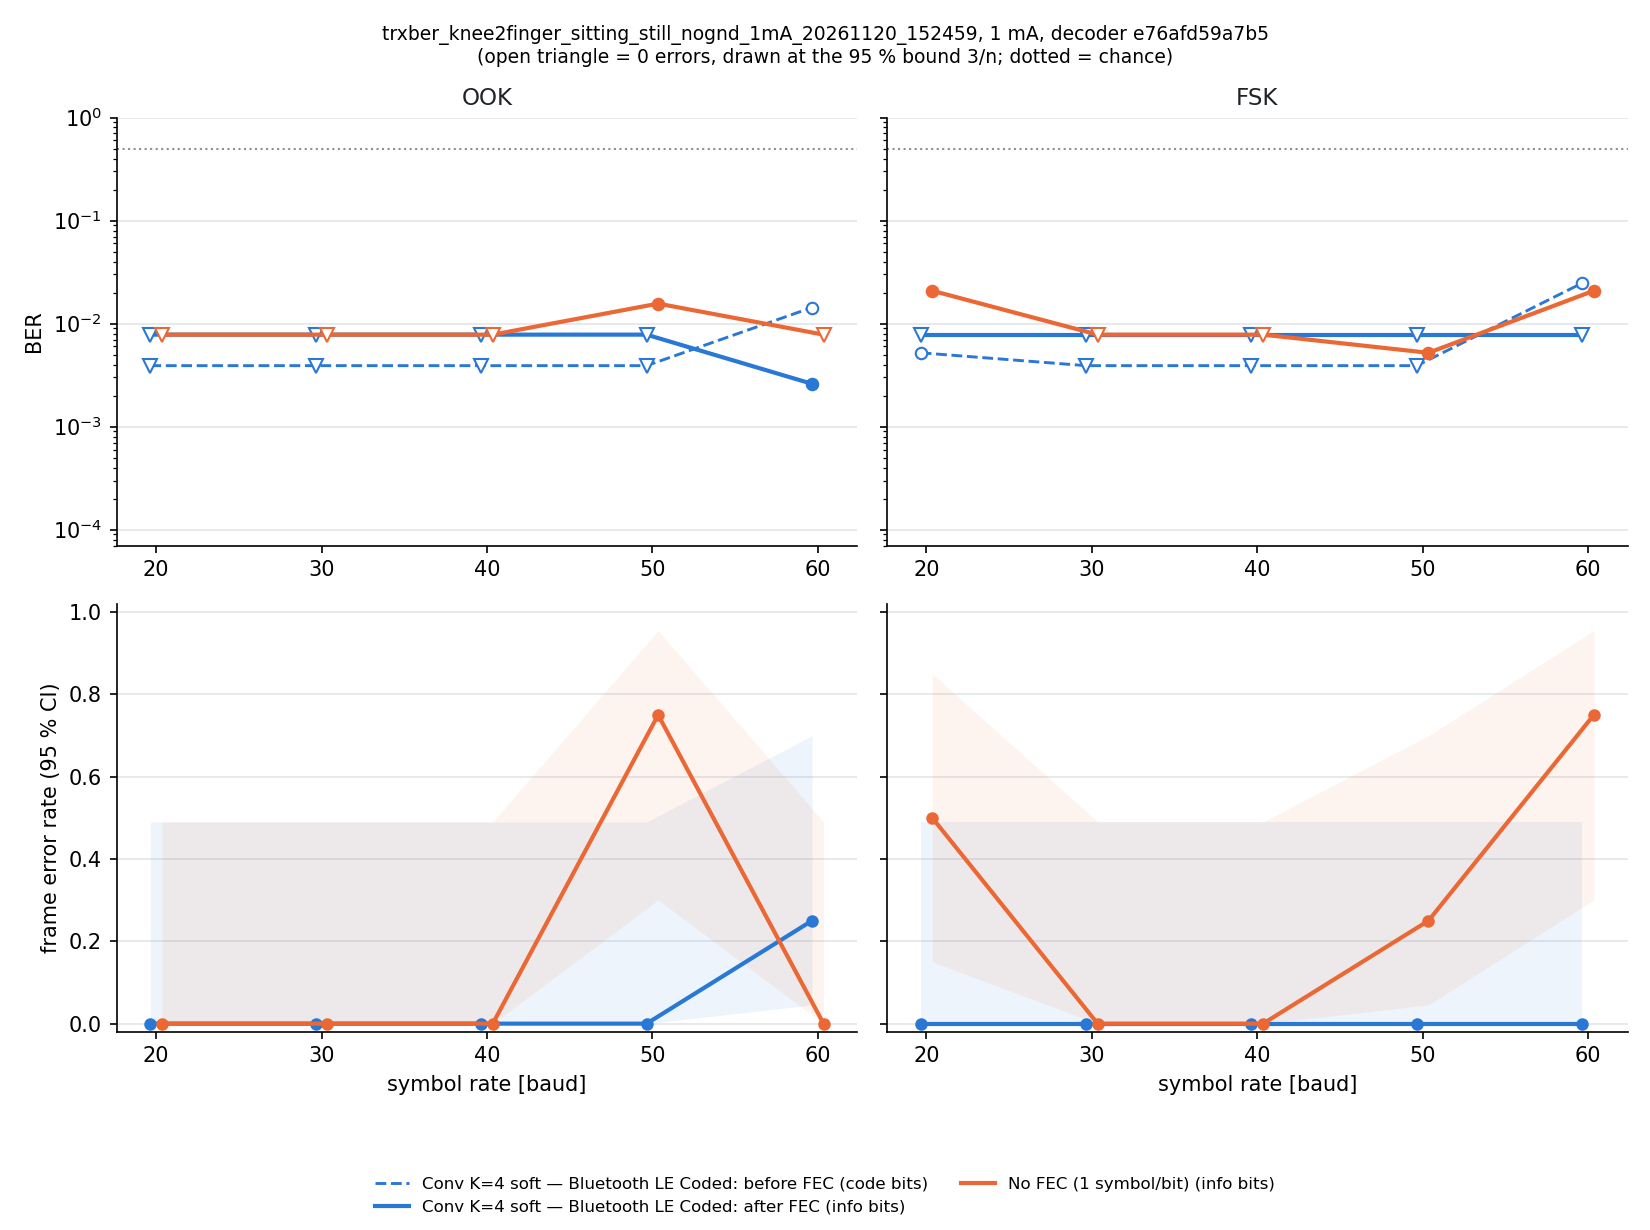 trxber_knee2finger_sitting_still_nognd_1mA_20261120_152459, 1 mA, decoder e76afd59a7b5
(open triangle = 0 errors, drawn at the 95 % bound 3/n; dotted = chance)
OOK
FSK
BER
10⁰
10⁻¹
10⁻²
10⁻³
10⁻⁴
20 30 40 50 60
20 30 40 50 60
frame error rate (95 % CI)
1.0
0.8
0.6
0.4
0.2
0.0
20 30 40 50 60
20 30 40 50 60
symbol rate [baud]
symbol rate [baud]
Conv K=4 soft — Bluetooth LE Coded: before FEC (code bits)
Conv K=4 soft — Bluetooth LE Coded: after FEC (info bits)
No FEC (1 symbol/bit) (info bits)